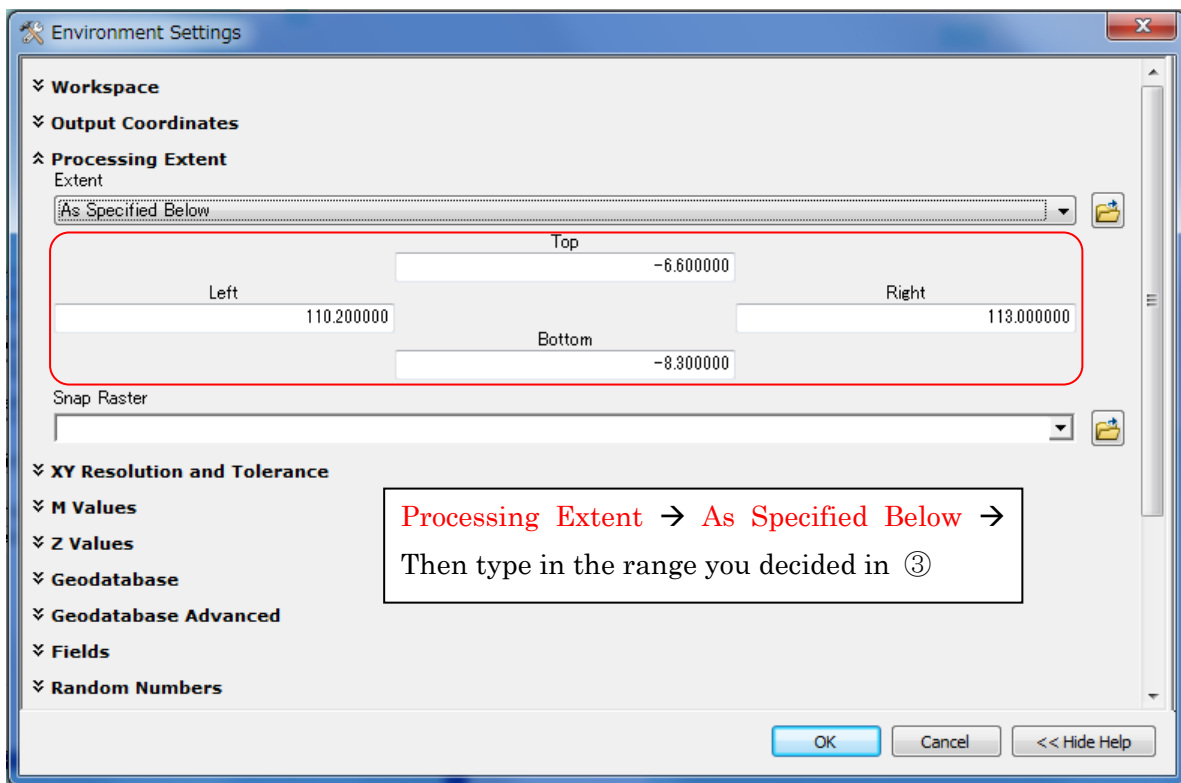 Environment Settings
Workspace
Output Coordinates
Processing Extent
Extent
As Specified Below
Top
-6.600000
Left
Right
110.200000
113.000000
Bottom
-8.300000
Snap Raster
XY Resolution and Tolerance
M Values
Processing Extent → As Specified Below →
Then type in the range you decided in ③
Z Values
Geodatabase
Geodatabase Advanced
Fields
Random Numbers
OK
Cancel
<< Hide Help